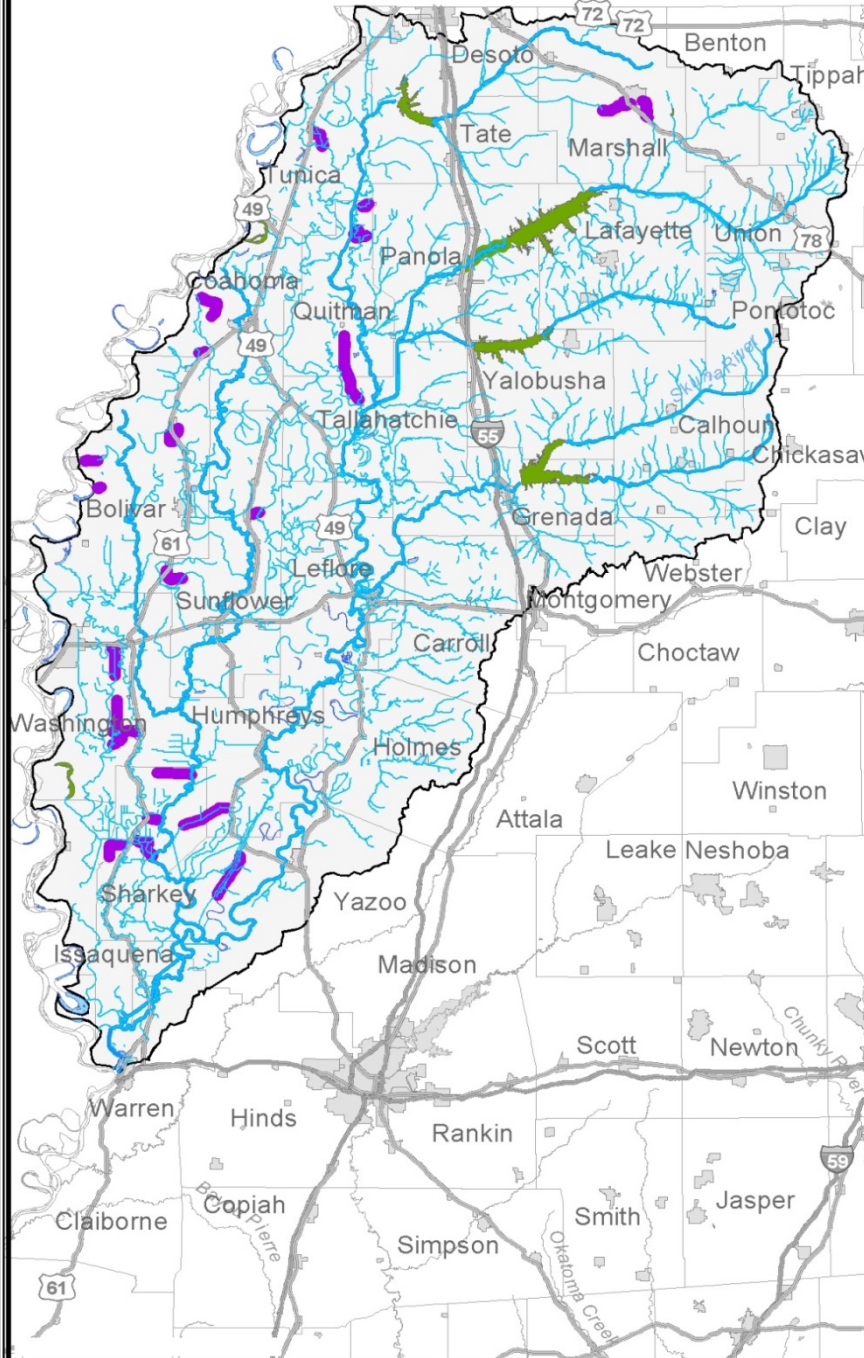 72
72
Desoto
Benton
Tippah
Tate
Marshall
Tunica
49
Panola
Lafayette
Union
78
Coahoma
Quitman
Pontotoc
49
Yalobusha
Skuna River
Tallahatchie
55
Calhoun
Chickasaw
Bolivar
49
Grenada
Clay
61
Leflore
Webster
Sunflower
Montgomery
Carroll
Choctaw
Washington
Humphreys
Holmes
Winston
Attala
Leake
Neshoba
Sharkey
Yazoo
Issaquena
Madison
Scott
Newton
Chunky River
Warren
Hinds
Rankin
59
Bayou Pierre
Copiah
Claiborne
Simpson
Smith
Jasper
Okatoma Creek
61